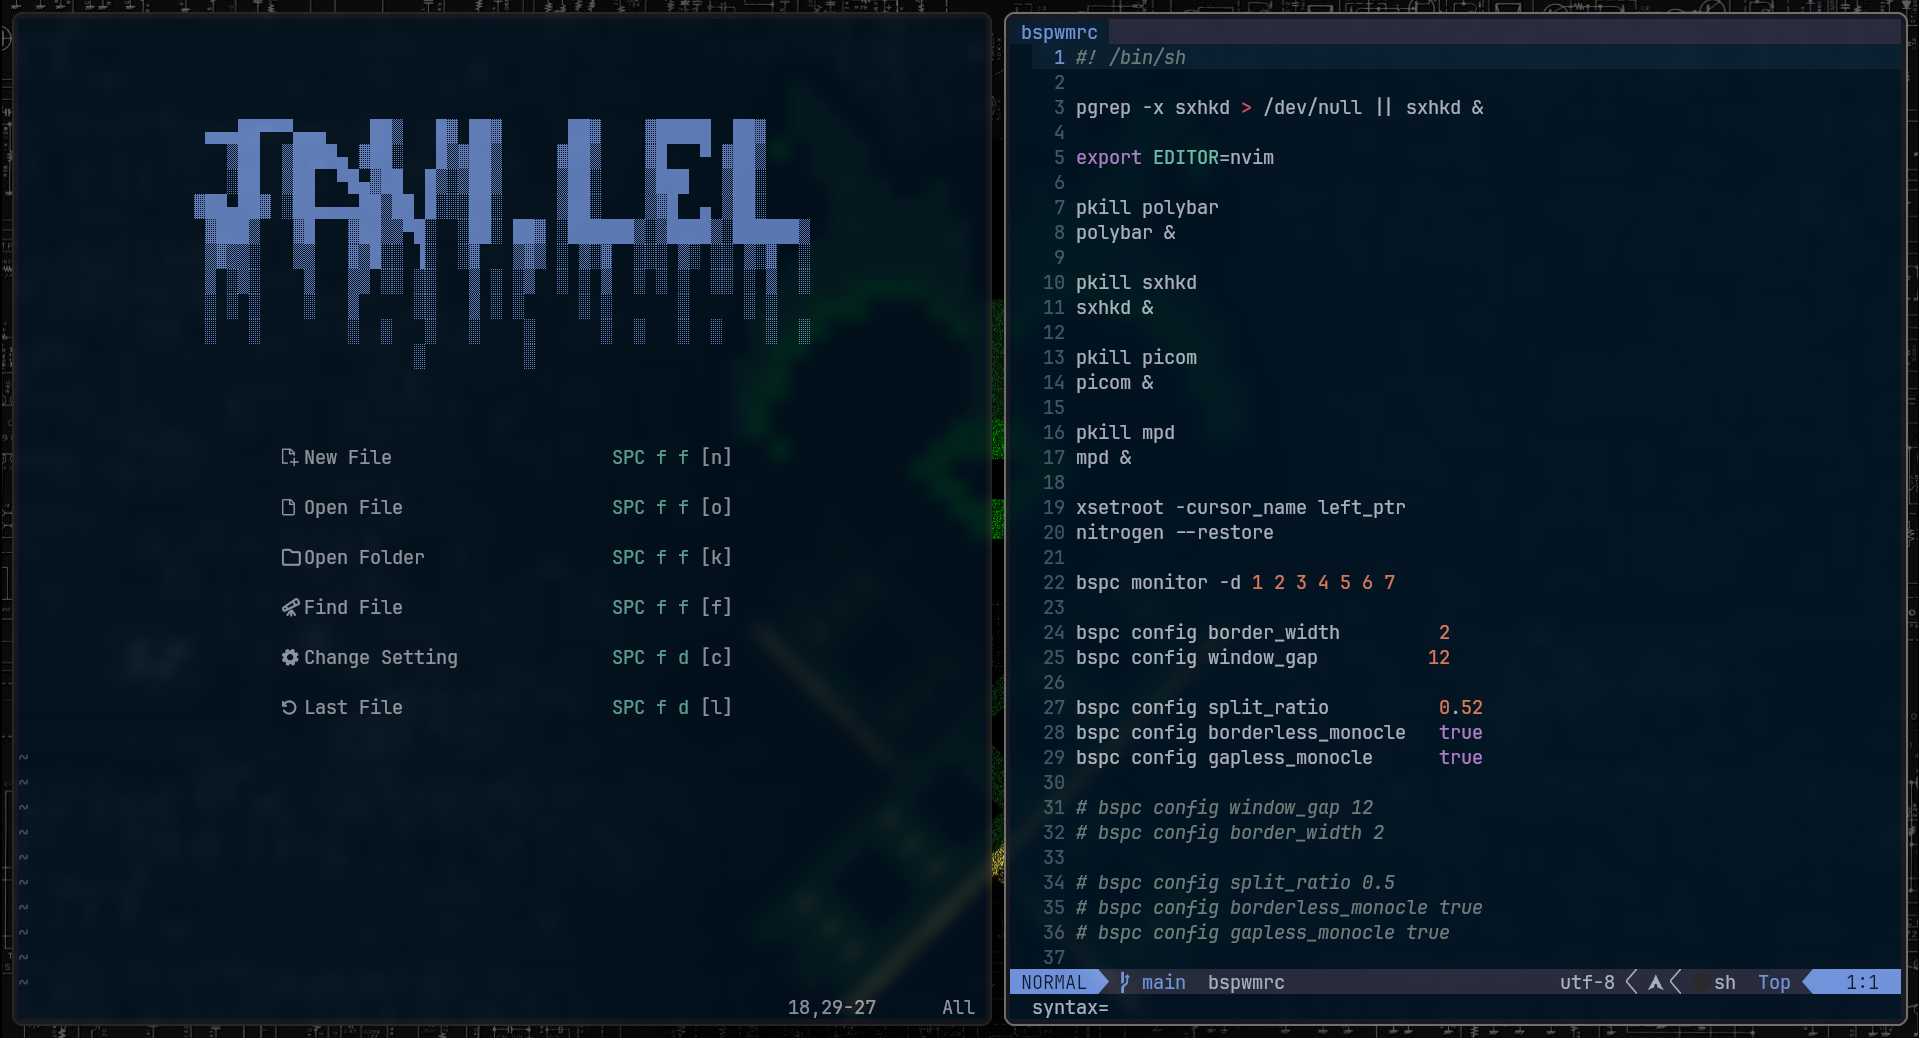 New File SPC f f [n]
Open File SPC f f [o]
Open Folder SPC f f [k]
Find File SPC f f [f]
Change Setting SPC f d [c]
Last File SPC f d [l]
~
~
~
~
~
~
~
~
~
~
18,29-27 All
bspwmrc
1 #! /bin/sh
2
3 pgrep -x sxhkd > /dev/null || sxhkd &
4
5 export EDITOR=nvim
6
7 pkill polybar
8 polybar &
9
10 pkill sxhkd
11 sxhkd &
12
13 pkill picom
14 picom &
15
16 pkill mpd
17 mpd &
18
19 xsetroot -cursor_name left_ptr
20 nitrogen --restore
21
22 bspc monitor -d 1 2 3 4 5 6 7
23
24 bspc config border_width 2
25 bspc config window_gap 12
26
27 bspc config split_ratio 0.52
28 bspc config borderless_monocle true
29 bspc config gapless_monocle true
30
31 # bspc config window_gap 12
32 # bspc config border_width 2
33
34 # bspc config split_ratio 0.5
35 # bspc config borderless_monocle true
36 # bspc config gapless_monocle true
37
NORMAL main bspwmrc utf-8 sh Top 1:1
syntax=